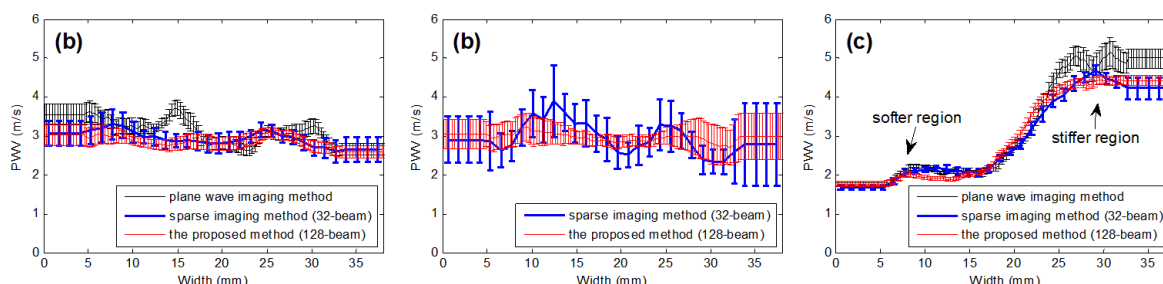 (b)
PWV (m/s)
6
5
4
3
2
1
0
plane wave imaging method
sparse imaging method (32-beam)
the proposed method (128-beam)
0 5 10 15 20 25 30 35
Width (mm)
(b)
PWV (m/s)
6
5
4
3
2
1
0
sparse imaging method (32-beam)
the proposed method (128-beam)
0 5 10 15 20 25 30 35
Width (mm)
(c)
PWV (m/s)
6
5
4
3
2
1
0
softer region
stiffer region
plane wave imaging method
sparse imaging method (32-beam)
the proposed method (128-beam)
0 5 10 15 20 25 30 35
Width (mm)